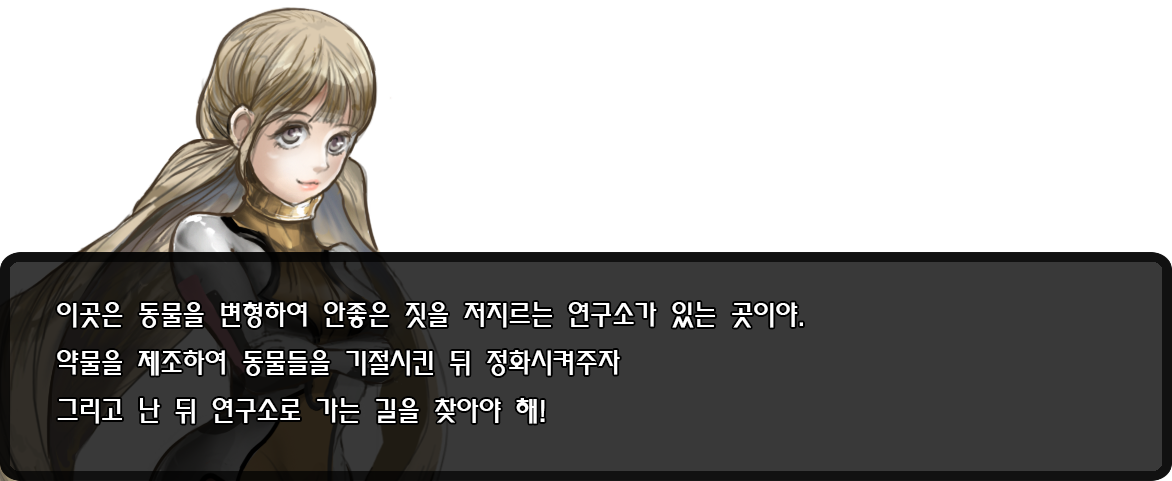 이곳은 동물을 변형하여 안좋은 짓을 저지르는 연구소가 있는 곳이야.
약물을 제조하여 동물들을 기절시킨 뒤 정화시켜주자
그리고 난 뒤 연구소로 가는 길을 찾아야 해!